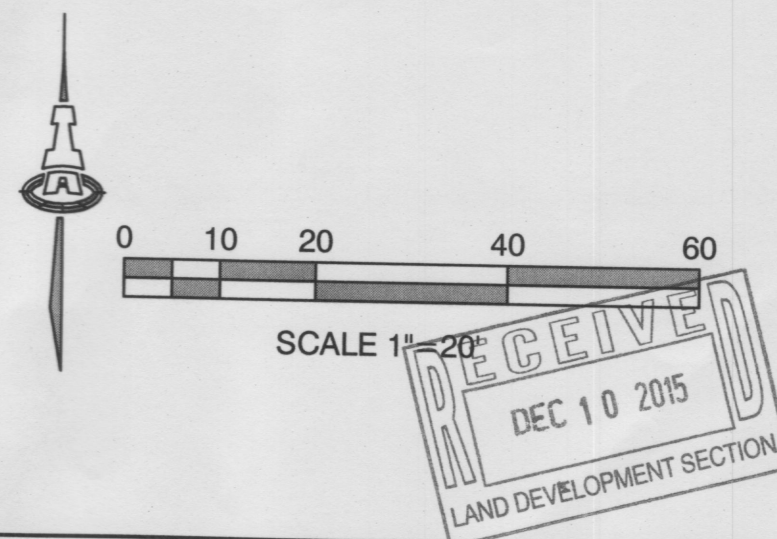 0 10 20 40 60
SCALE 1"=20'
RECEIVED
DEC 10 2015
LAND DEVELOPMENT SECTION